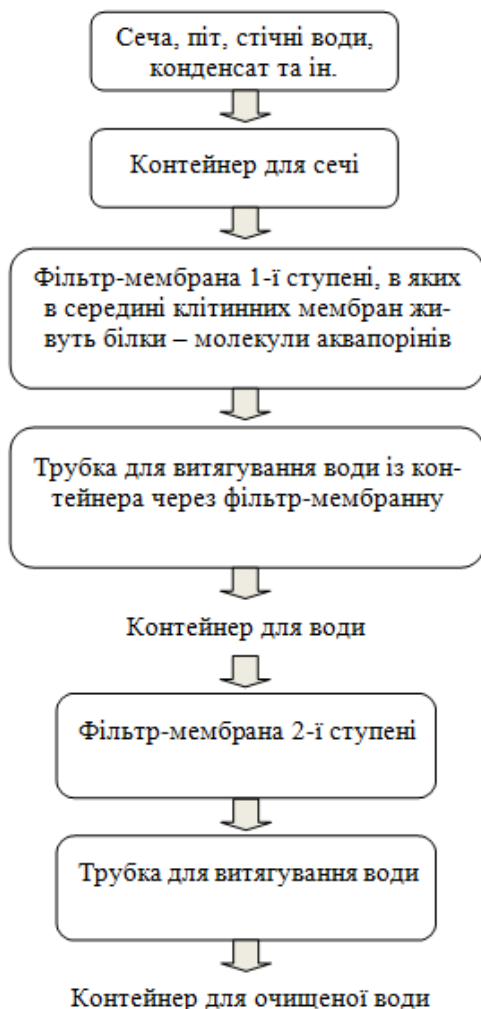 Сеча, піт, стічні води,
конденсат та ін.
Контейнер для сечі
Фільтр-мембрана 1-ї ступені, в яких
в середині клітинних мембран жи-
вуть білки – молекули аквапорінів
Трубка для витягування води із кон-
тейнера через фільтр-мембранну
Контейнер для води
Фільтр-мембрана 2-ї ступені
Трубка для витягування води
Контейнер для очищеної води